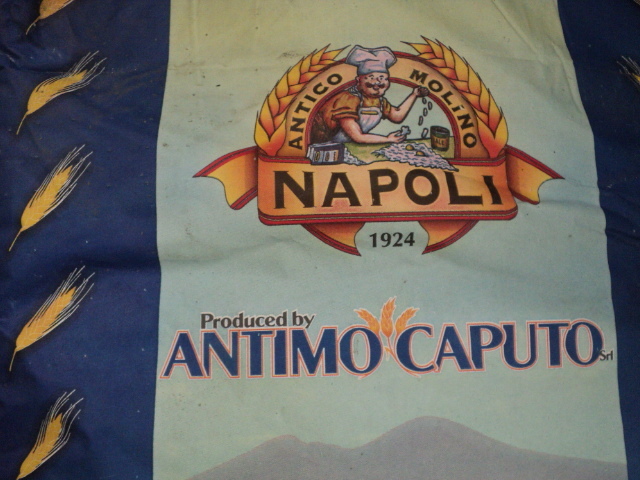 ANTICO MOLINO
NAPOLI
1924
Produced by
ANTIMO CAPUTO Srl